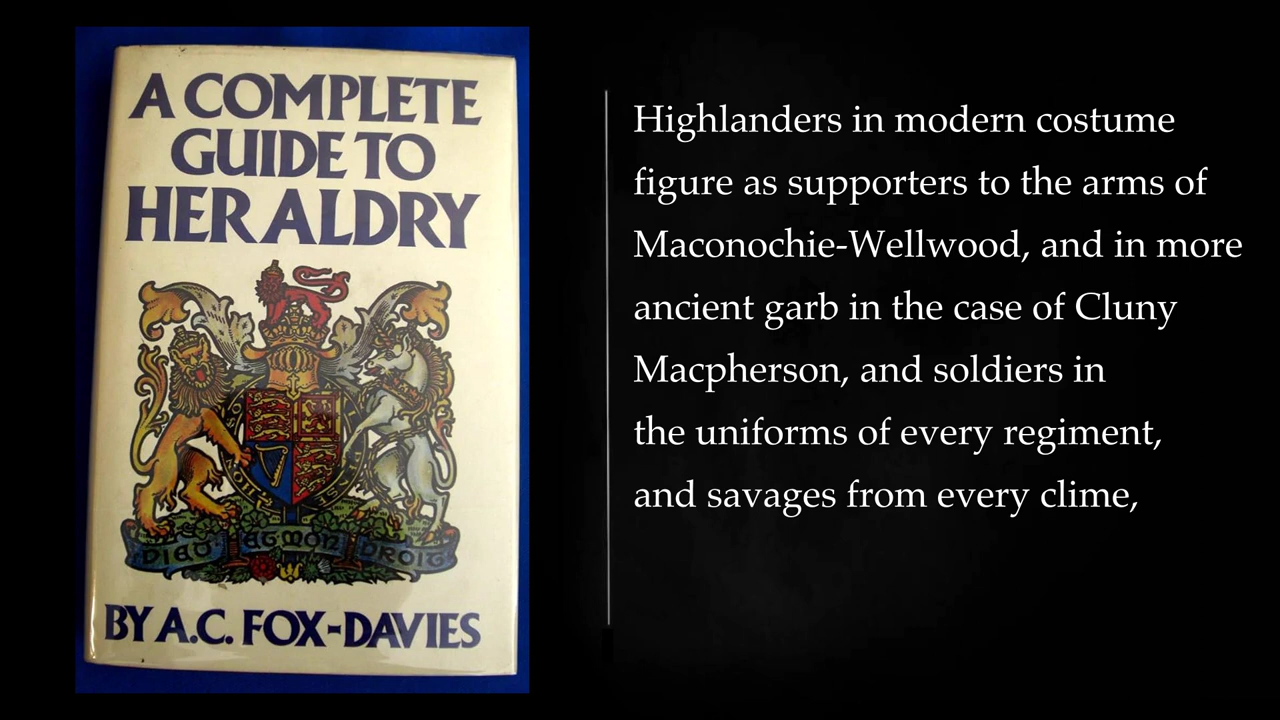 A COMPLETE
GUIDE TO
HERALDRY
DIEU ET MON DROIT
BY A.C. FOX-DAVIES
Highlanders in modern costume
figure as supporters to the arms of
Maconochie-Wellwood, and in more
ancient garb in the case of Cluny
Macpherson, and soldiers in
the uniforms of every regiment,
and savages from every clime,